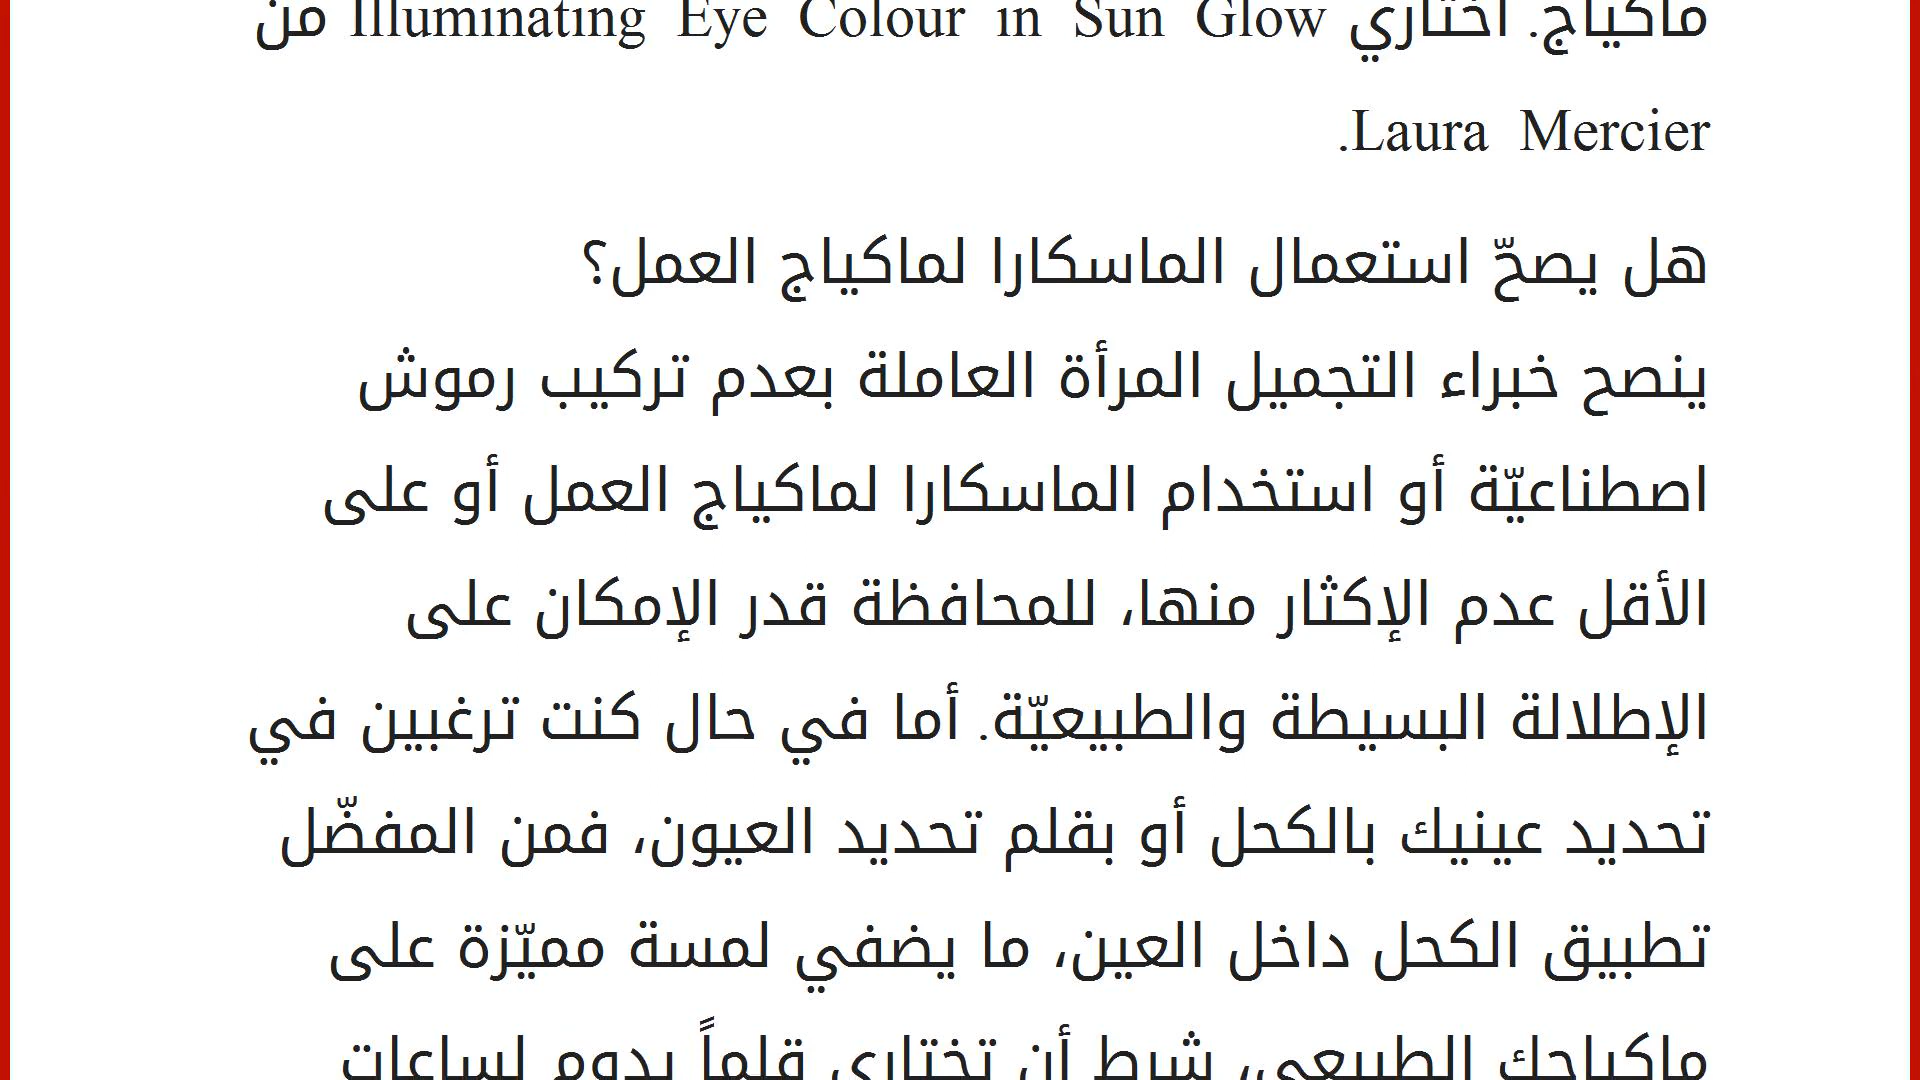 ماكياج. اختاري Illuminating Eye Colour in Sun Glow من
Laura Mercier.
هل يصحّ استعمال الماسكارا لماكياج العمل؟
ينصح خبراء التجميل المرأة العاملة بعدم تركيب رموش
اصطناعيّة أو استخدام الماسكارا لماكياج العمل أو على
الأقل عدم الإكثار منها، للمحافظة قدر الإمكان على
الإطلالة البسيطة والطبيعيّة. أما في حال كنت ترغبين في
تحديد عينيك بالكحل أو بقلم تحديد العيون، فمن المفضّل
تطبيق الكحل داخل العين، ما يضفي لمسة مميّزة على
ماكياجك الطبيعي، شرط أن تختاري قلماً يدوم لساعات